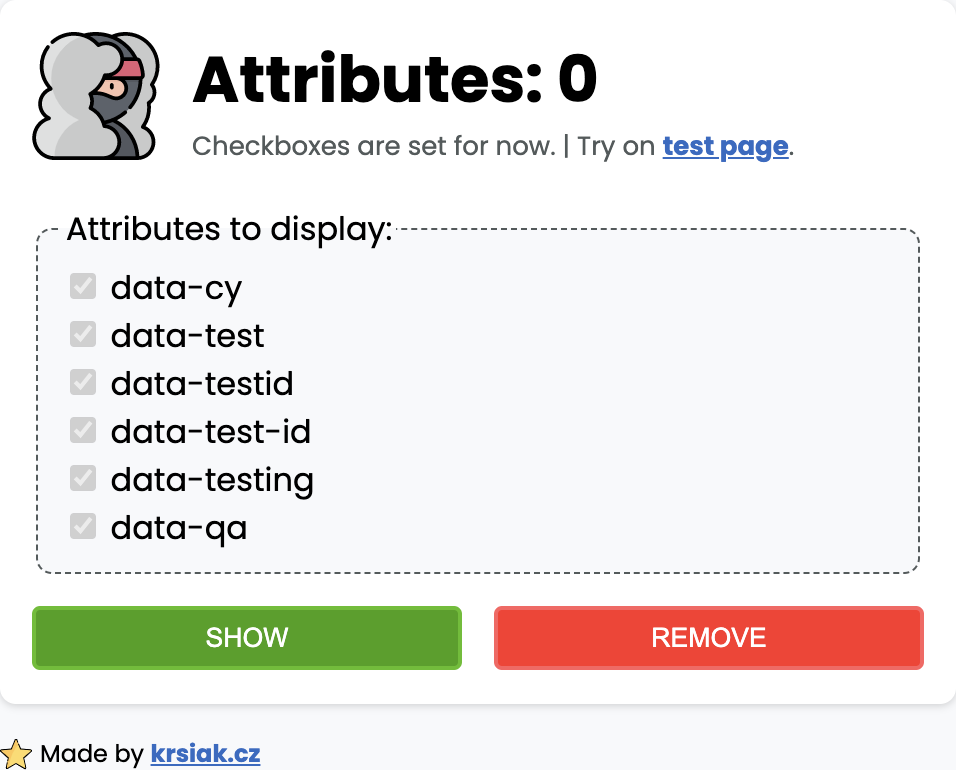 Attributes: 0
Checkboxes are set for now. | Try on test page.
Attributes to display:
data-cy
data-test
data-testid
data-test-id
data-testing
data-qa
SHOW
REMOVE
Made by krsiak.cz